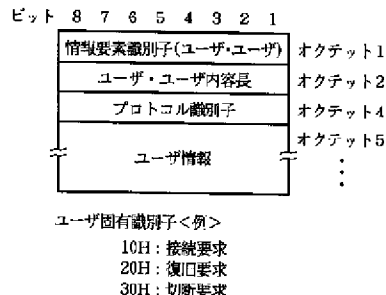 ビット 8 7 6 5 4 3 2 1
情報要素識別子(ユーザ・ユーザ) オクテット1
ユーザ・ユーザ内容長 オクテット2
プロトコル識別子 オクテット4
オクテット5
ユーザ情報
ユーザ固有識別子<例>
10H:接続要求
20H:復旧要求
30H:切断要求